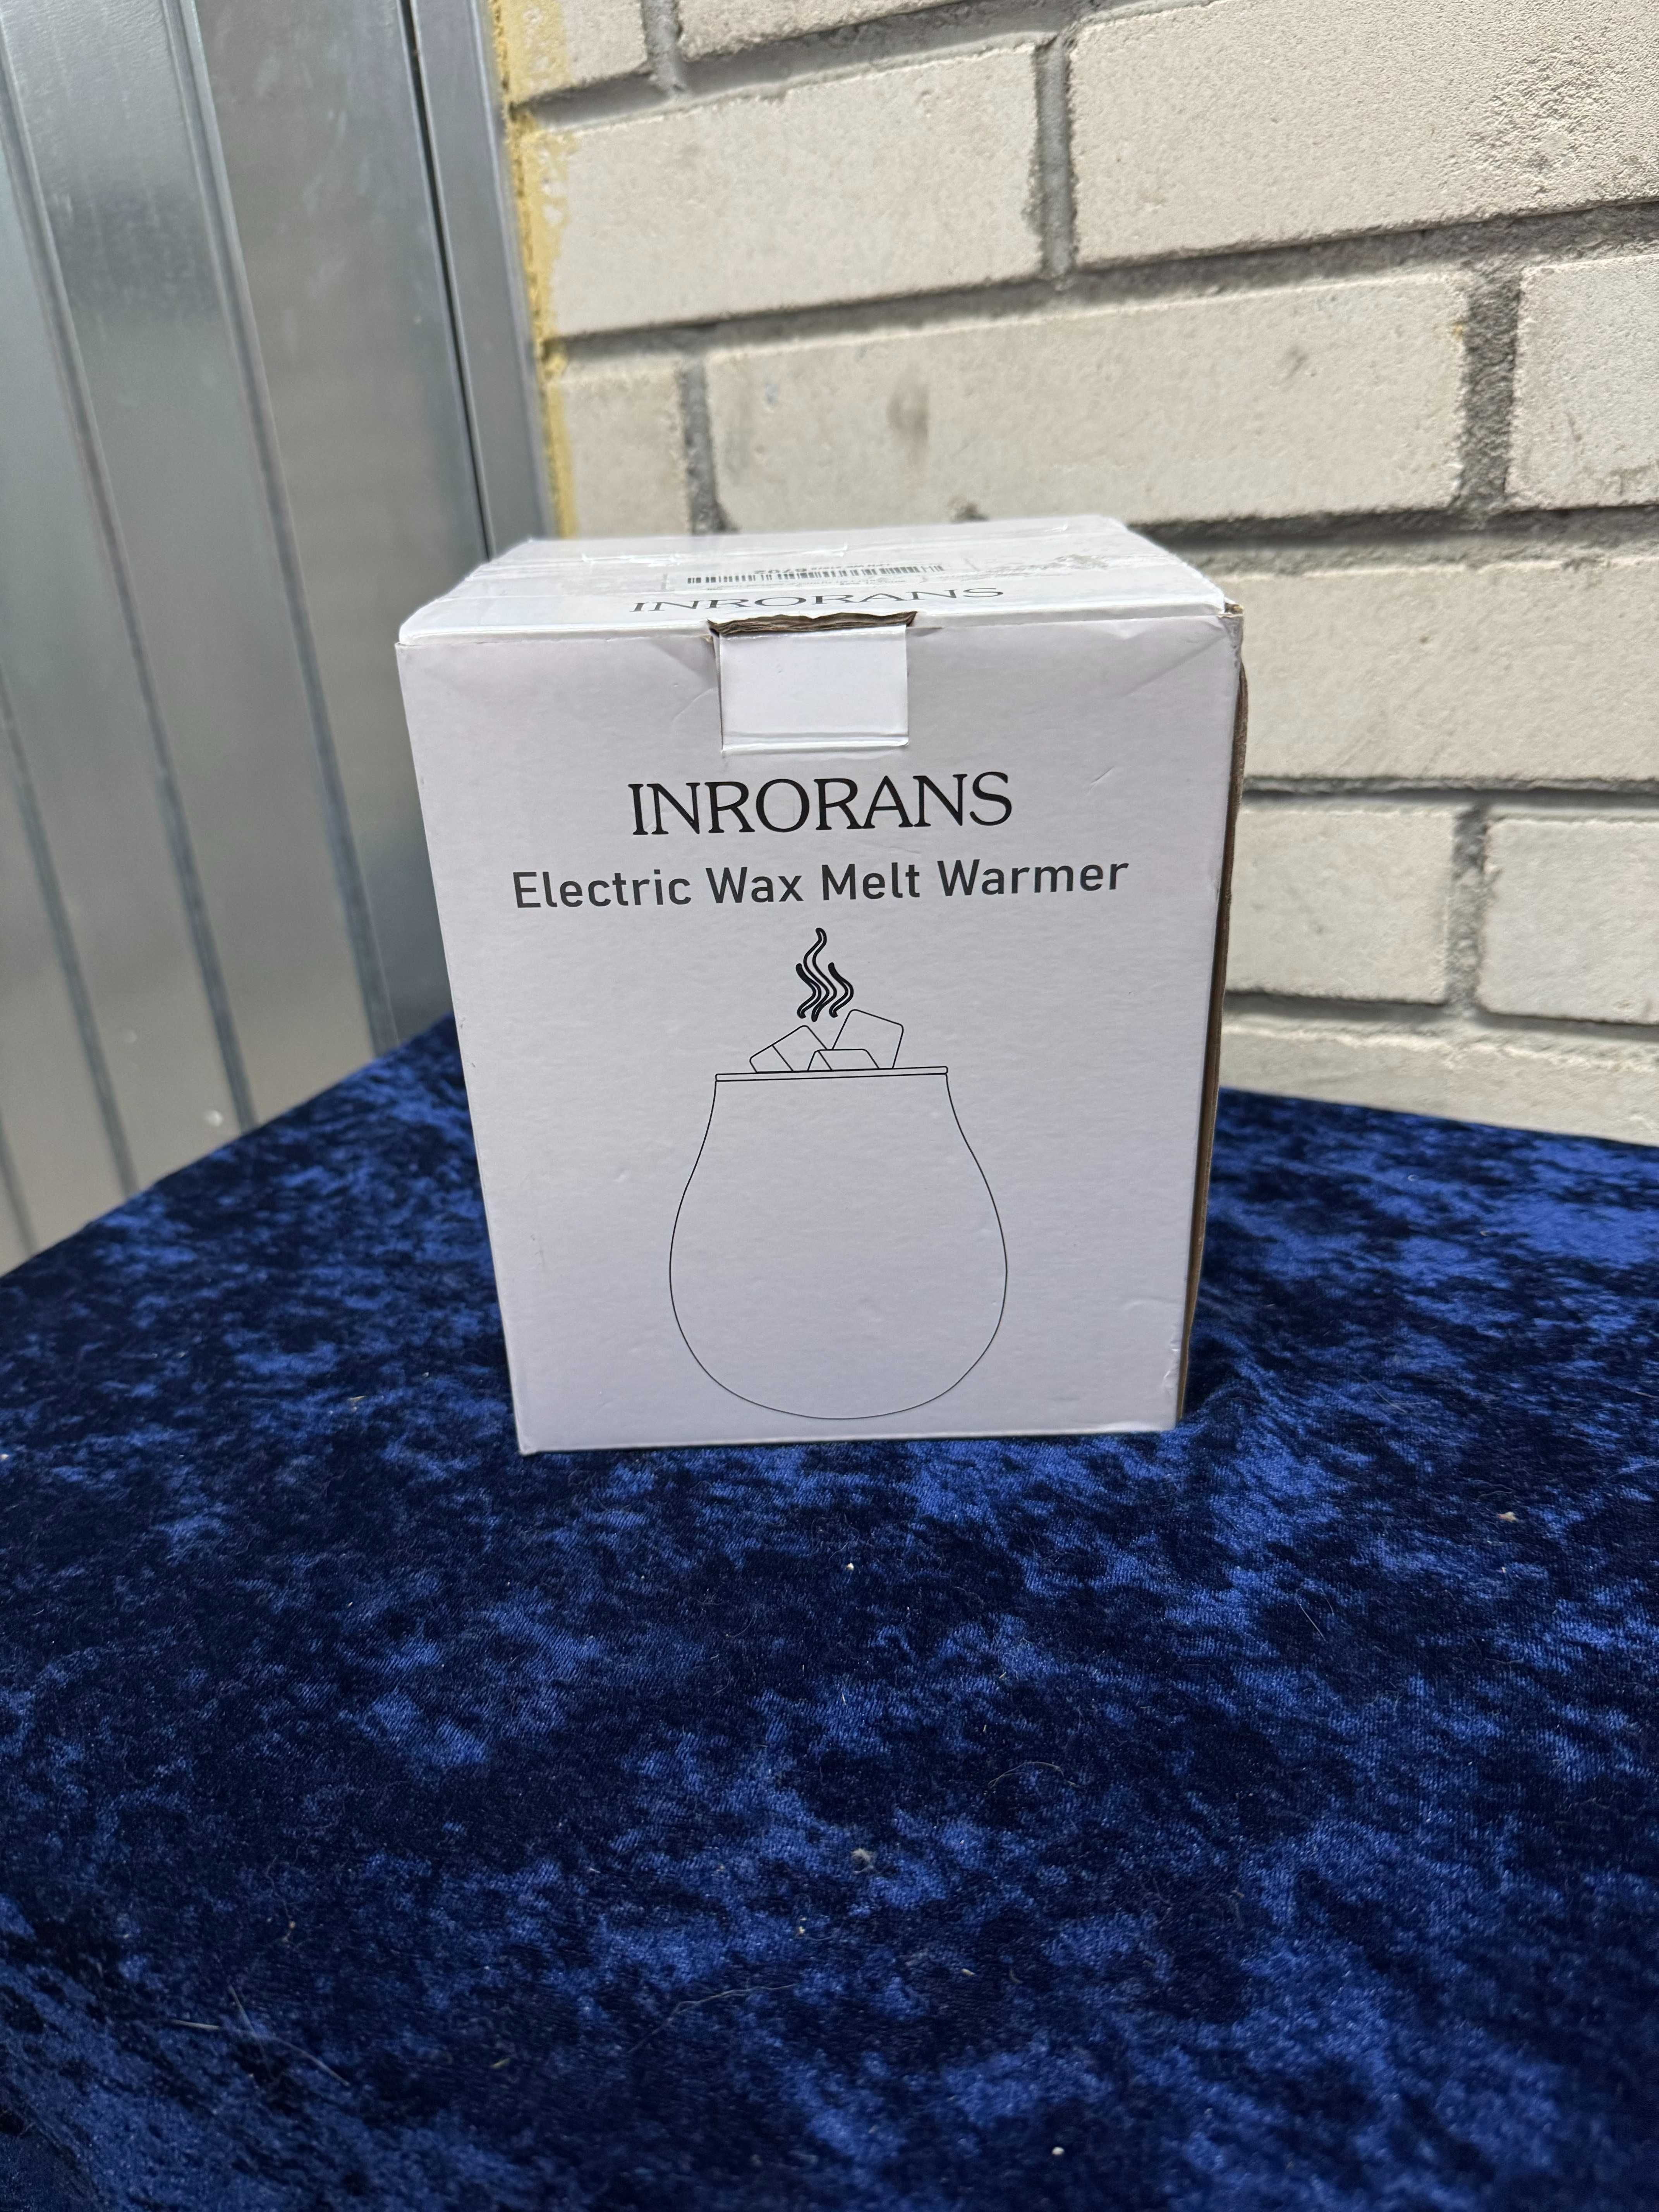 INRORANS
INRORANS
Electric Wax Melt Warmer